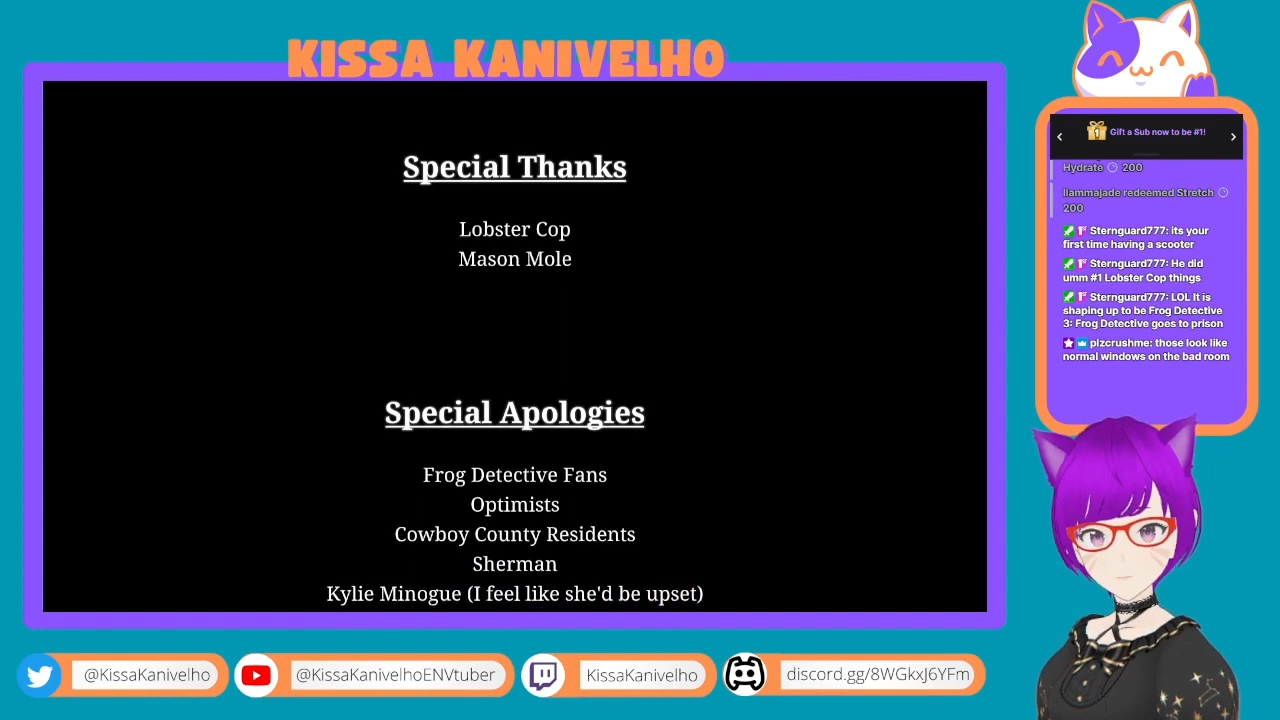 KISSA KANIVELHO
Special Thanks
Lobster Cop
Mason Mole
Special Apologies
Frog Detective Fans
Optimists
Cowboy County Residents
Sherman
Kylie Minogue (I feel like she'd be upset)
1 Gift a Sub now to be #1!
Hydrate 200
llammajade redeemed Stretch
200
Sternguard777: its your
first time having a scooter
Sternguard777: He did
umm #1 Lobster Cop things
Sternguard777: LOL It is
shaping up to be Frog Detective
3: Frog Detective goes to prison
plzcrushme: those look like
normal windows on the bad room
@KissaKanivelho
@KissaKanivelhoENVtuber
KissaKanivelho
discord.gg/8WGkxJ6YFm